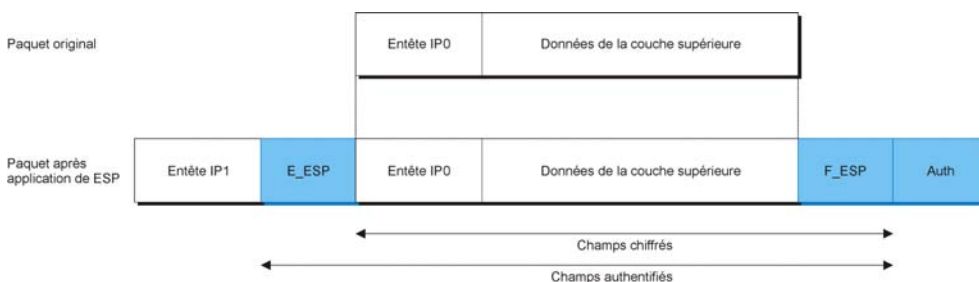 Paquet original
Entête IP0
Données de la couche supérieure
Paquet après
application de ESP
Entête IP1
E_ESP
Entête IP0
Données de la couche supérieure
F_ESP
Auth
Champs chiffrés
Champs authentifiés